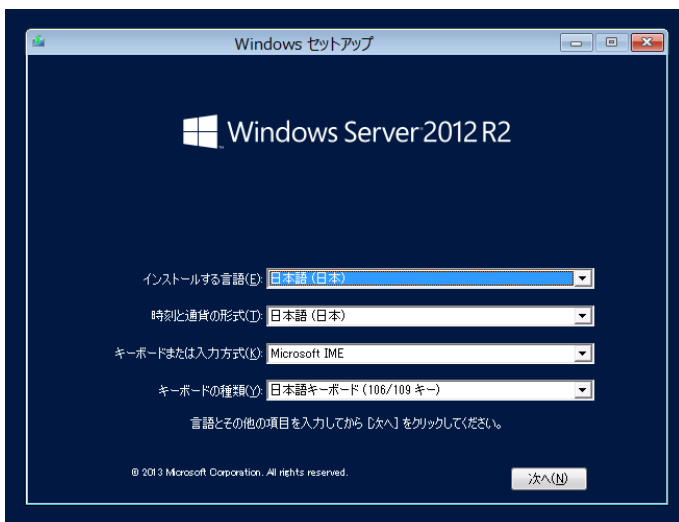 Windows セットアップ
Windows Server 2012 R2
インストールする言語(E): 日本語 (日本)
時刻と通貨の形式(T): 日本語 (日本)
キーボードまたは入力方式(K): Microsoft IME
キーボードの種類(Y): 日本語キーボード (106/109 キー)
言語とその他の項目を入力してから [次へ] をクリックしてください。
© 2013 Microsoft Corporation. All rights reserved.
次へ(N)